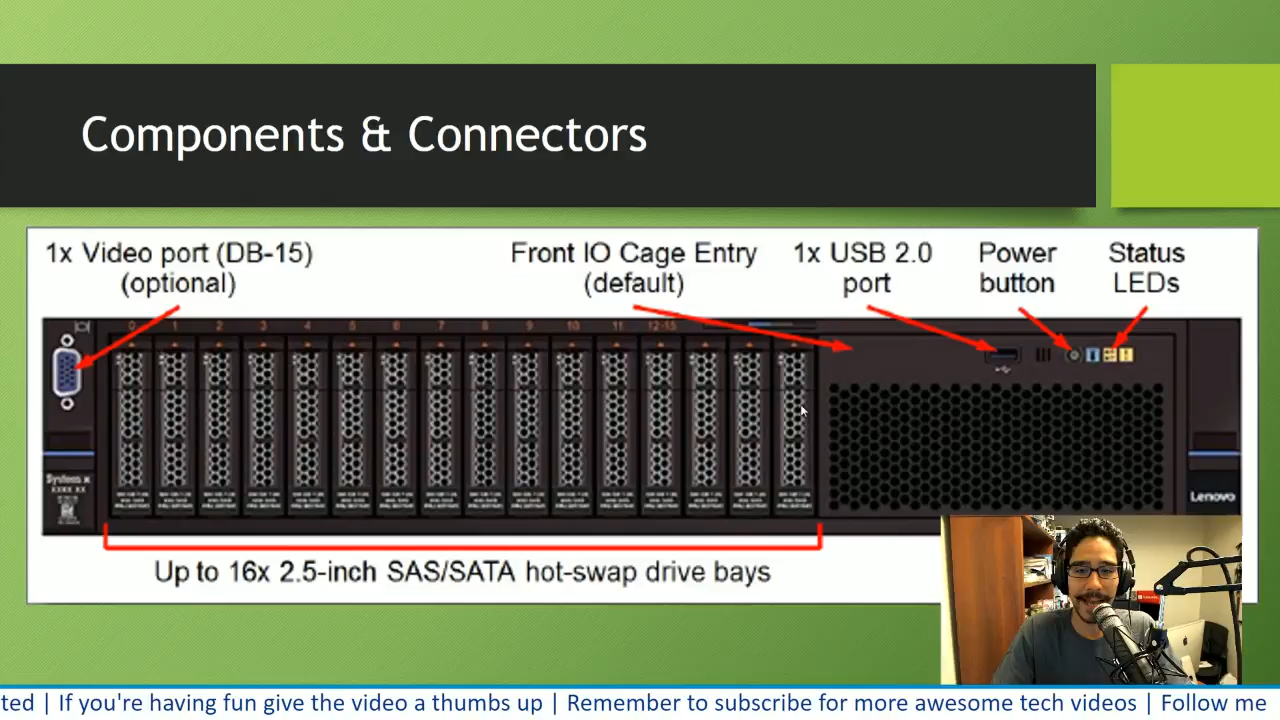 Components & Connectors
1x Video port (DB-15)
(optional)
Front IO Cage Entry
(default)
1x USB 2.0
port
Power
button
Status
LEDs
0 1 2 3 4 5 6 7 8 9 10 11 12-15
System x
Lenovo
Up to 16x 2.5-inch SAS/SATA hot-swap drive bays
ted | If you're having fun give the video a thumbs up | Remember to subscribe for more awesome tech videos | Follow me